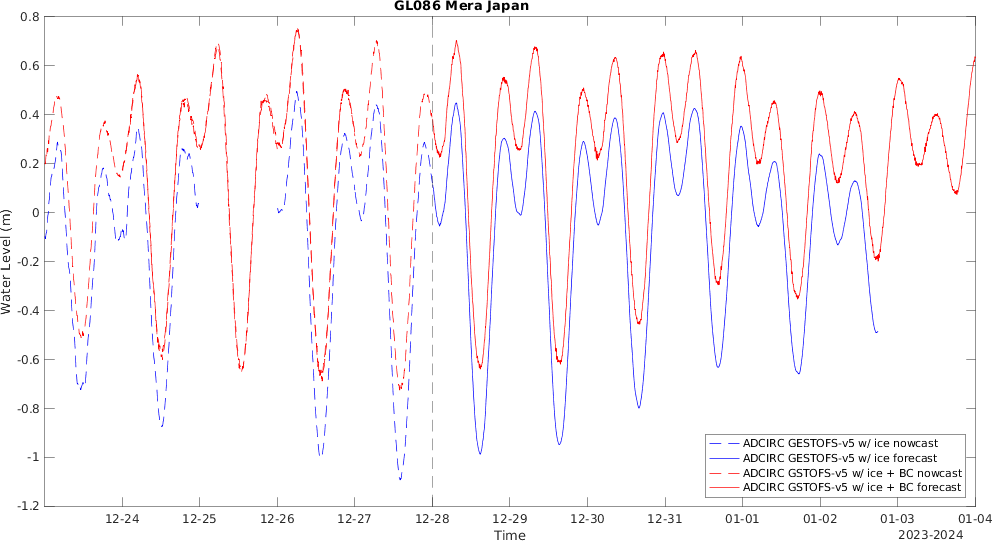 GL086 Mera Japan
0.8
0.6
0.4
0.2
0
-0.2
-0.4
-0.6
-0.8
-1
-1.2
Water Level (m)
ADCIRC GESTOFS-v5 w/ ice nowcast
ADCIRC GESTOFS-v5 w/ ice forecast
ADCIRC GSTOFS-v5 w/ ice + BC nowcast
ADCIRC GSTOFS-v5 w/ ice + BC forecast
12-24 12-25 12-26 12-27 12-28 12-29 12-30 12-31 01-01 01-02 01-03 01-04
Time
2023-2024